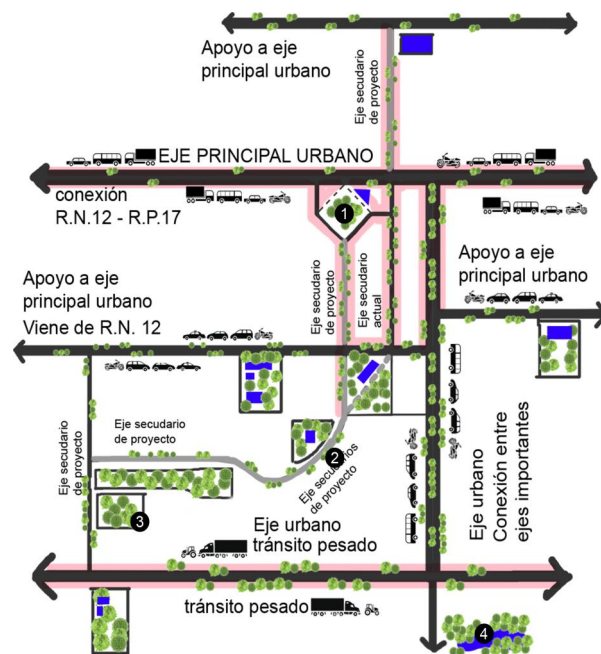 Apoyo a eje
principal urbano
Eje secudario
de proyecto
EJE PRINCIPAL URBANO
conexión
R.N.12 - R.P.17
1
Apoyo a eje
principal urbano
Apoyo a eje
principal urbano
Viene de R.N. 12
Eje secudario
de proyecto
Eje secudario
actual
Eje secudario
de proyecto
Eje secudario
de proyecto
2
Eje secudarios
de proyecto
3
Eje urbano
Conexión entre
ejes importantes
Eje urbano
tránsito pesado
tránsito pesado
4